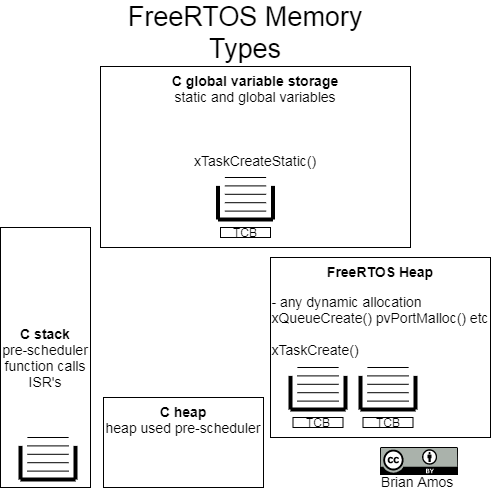 FreeRTOS Memory
Types
C global variable storage
static and global variables
xTaskCreateStatic()
TCB
C stack
pre-scheduler
function calls
ISR's
FreeRTOS Heap
- any dynamic allocation
xQueueCreate() pvPortMalloc() etc
xTaskCreate()
TCB TCB
C heap
heap used pre-scheduler
cc BY
Brian Amos